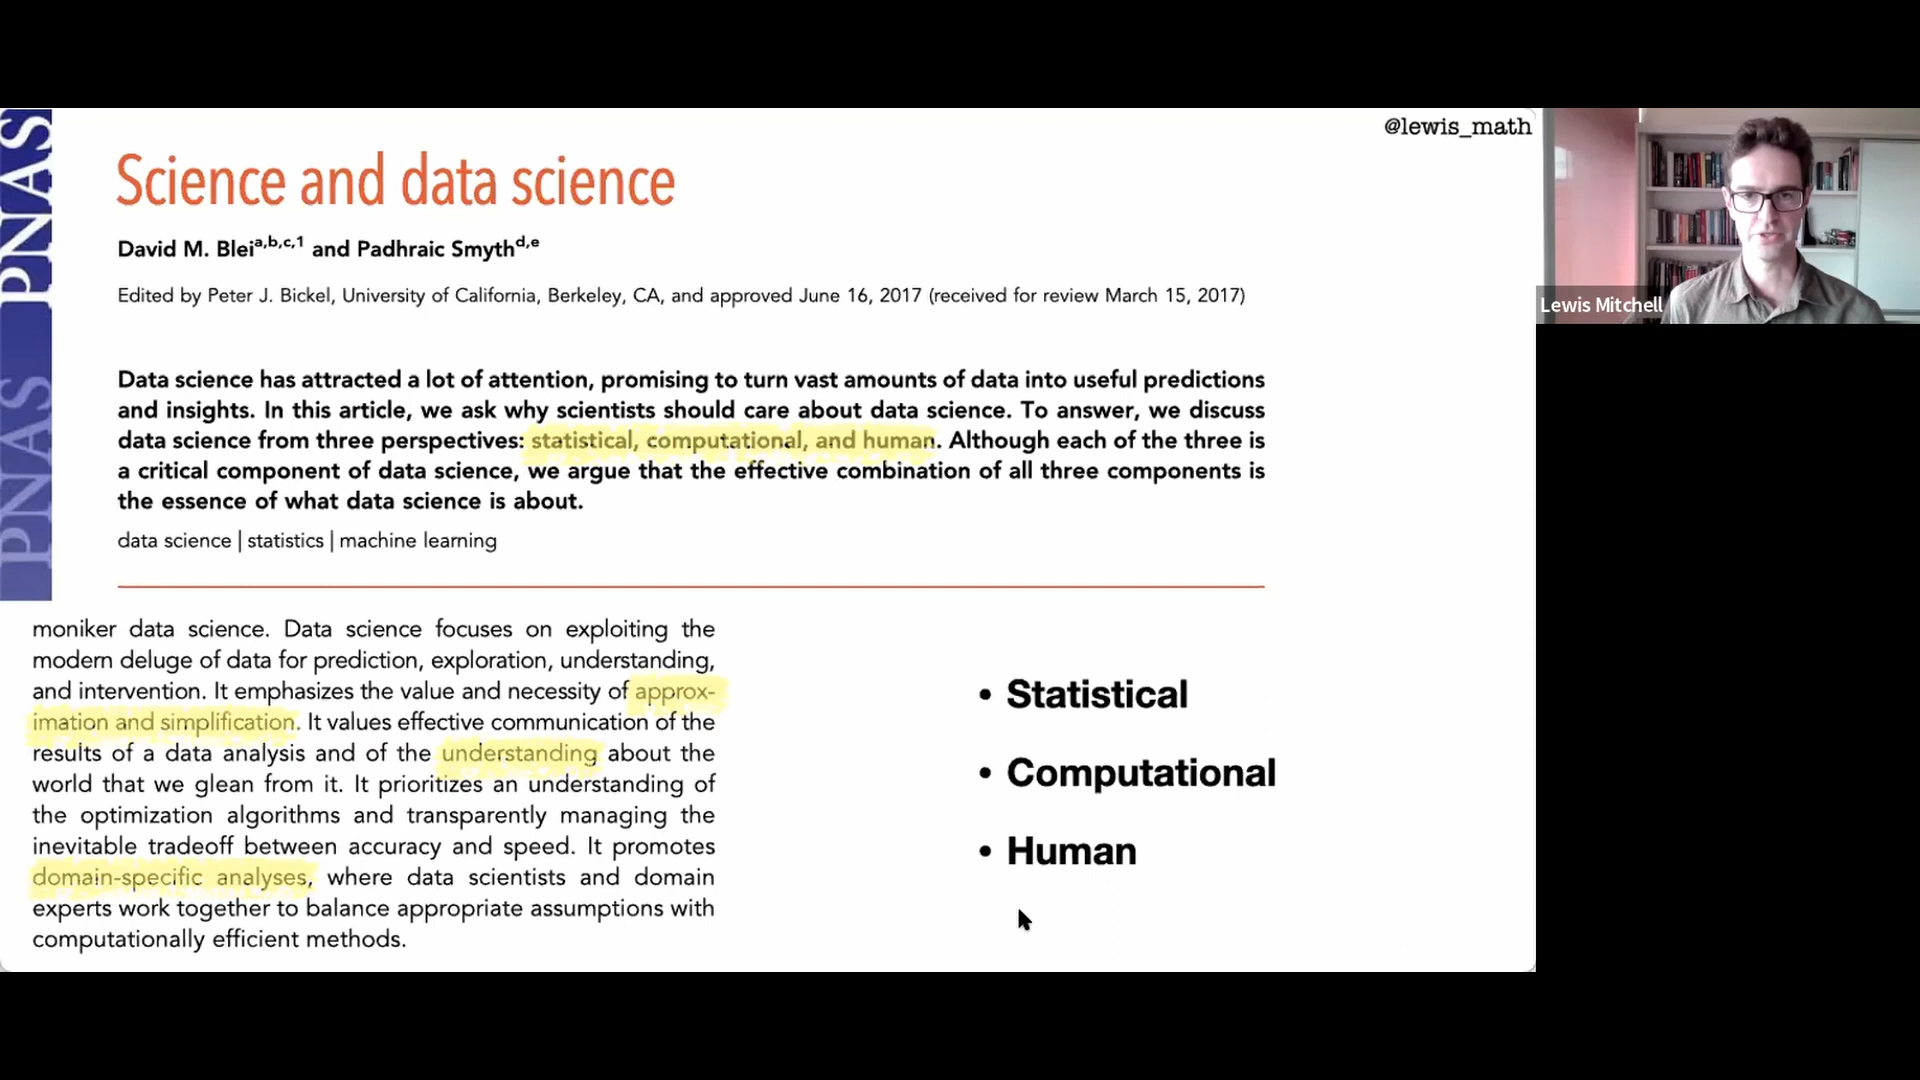 @lewis_math
PNAS PNAS
Science and data science
David M. Blei^a,b,c,1 and Padhraic Smyth^d,e
Edited by Peter J. Bickel, University of California, Berkeley, CA, and approved June 16, 2017 (received for review March 15, 2017)
Data science has attracted a lot of attention, promising to turn vast amounts of data into useful predictions
and insights. In this article, we ask why scientists should care about data science. To answer, we discuss
data science from three perspectives: statistical, computational, and human. Although each of the three is
a critical component of data science, we argue that the effective combination of all three components is
the essence of what data science is about.
data science | statistics | machine learning
moniker data science. Data science focuses on exploiting the
modern deluge of data for prediction, exploration, understanding,
and intervention. It emphasizes the value and necessity of approx-
imation and simplification. It values effective communication of the
results of a data analysis and of the understanding about the
world that we glean from it. It prioritizes an understanding of
the optimization algorithms and transparently managing the
inevitable tradeoff between accuracy and speed. It promotes
domain-specific analyses, where data scientists and domain
experts work together to balance appropriate assumptions with
computationally efficient methods.
• Statistical
• Computational
• Human
Lewis Mitchell